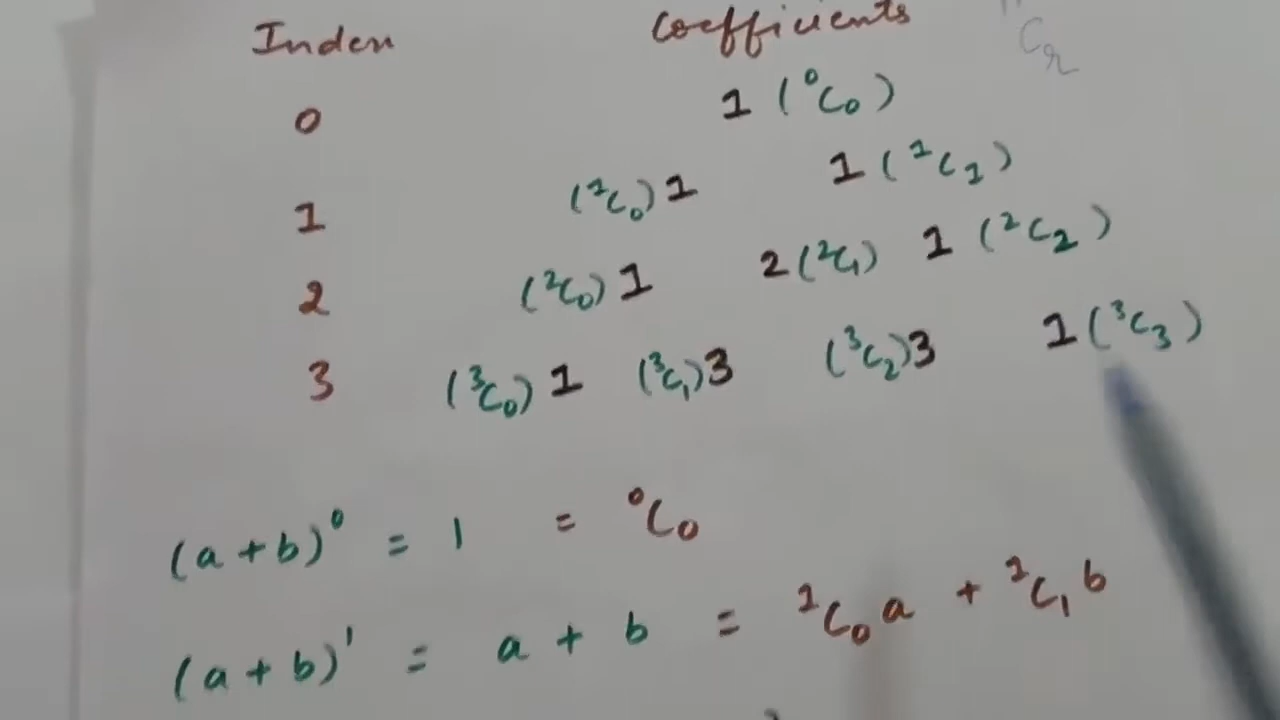 Index Coefficients
Cr
0 1 (⁰C₀)
1 (¹C₀) 1 1 (¹C₁)
2 (²C₀) 1 2 (²C₁) 1 (²C₂)
3 (³C₀) 1 (³C₁) 3 (³C₂) 3 1 (³C₃)
(a + b)⁰ = 1 = ⁰C₀
(a + b)¹ = a + b = ¹C₀ a + ¹C₁ b